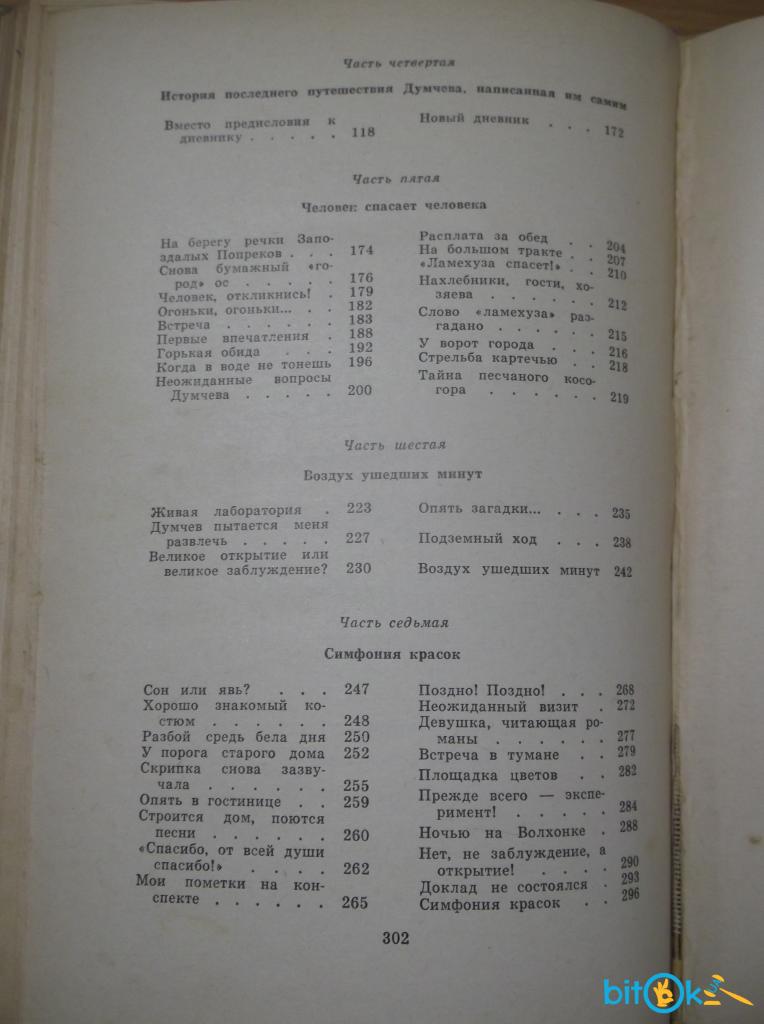 Часть четвертая
История последнего путешествия Думчева, написанная им самим
Вместо предисловия к
дневнику . . . . . 118
Новый дневник . . . 172
Часть пятая
Человек спасает человека
На берегу речки Запо-
здалых Попреков . . . 174
Снова бумажный «го-
род» ос . . . . . 176
Человек, откликнись! . 179
Огоньки, огоньки... . . 182
Встреча . . . . . . 183
Первые впечатления . 188
Горькая обида . . . 192
Когда в воде не тонешь 196
Неожиданные вопросы
Думчева . . . . . 200
Расплата за обед . . 204
На большом тракте . . 207
«Ламехуза спасет!» . . 210
Нахлебники, гости, хо-
зяева . . . . . . 212
Слово «ламехуза» раз-
гадано . . . . . . 215
У ворот города . . . 216
Стрельба картечью . . 218
Тайна песчаного косо-
гора . . . . . . 219
Часть шестая
Воздух ушедших минут
Живая лаборатория . 223
Думчев пытается меня
развлечь . . . . . 227
Великое открытие или
великое заблуждение? 230
Опять загадки... . . . 235
Подземный ход . . . 238
Воздух ушедших минут 242
Часть седьмая
Симфония красок
Сон или явь? . . . 247
Хорошо знакомый ко-
стюм . . . . . . 248
Разбой средь бела дня 250
У порога старого дома 252
Скрипка снова зазву-
чала . . . . . . 255
Опять в гостинице . . 259
Строится дом, поются
песни . . . . . . 260
«Спасибо, от всей души
спасибо!» . . . . 262
Мои пометки на кон-
спекте . . . . . . 265
Поздно! Поздно! . . . 268
Неожиданный визит . 272
Девушка, читающая ро-
маны . . . . . . 277
Встреча в тумане . . 279
Площадка цветов . . 282
Прежде всего — экспе-
римент! . . . . . 284
Ночью на Волхонке . 288
Нет, не заблуждение, а
открытие! . . . . 290
Доклад не состоялся . 293
Симфония красок . . 296
302
bitok